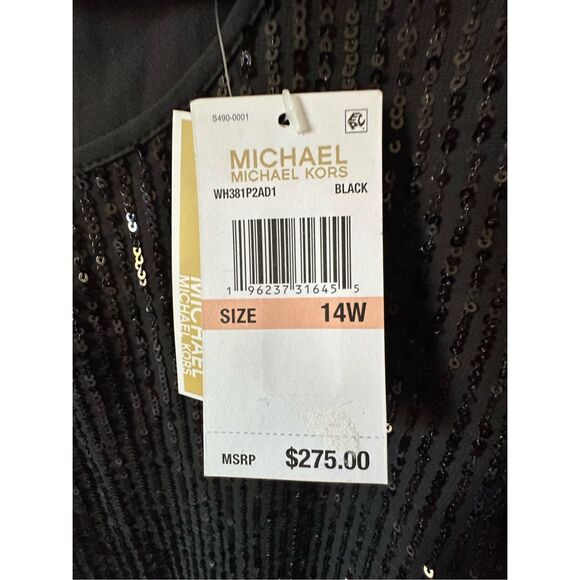 S490-0001
MICHAEL
MICHAEL KORS
WH381P2AD1 BLACK
1 96237 31645 5
SIZE 14W
MSRP $275.00
MICHAEL
MICHAEL KORS